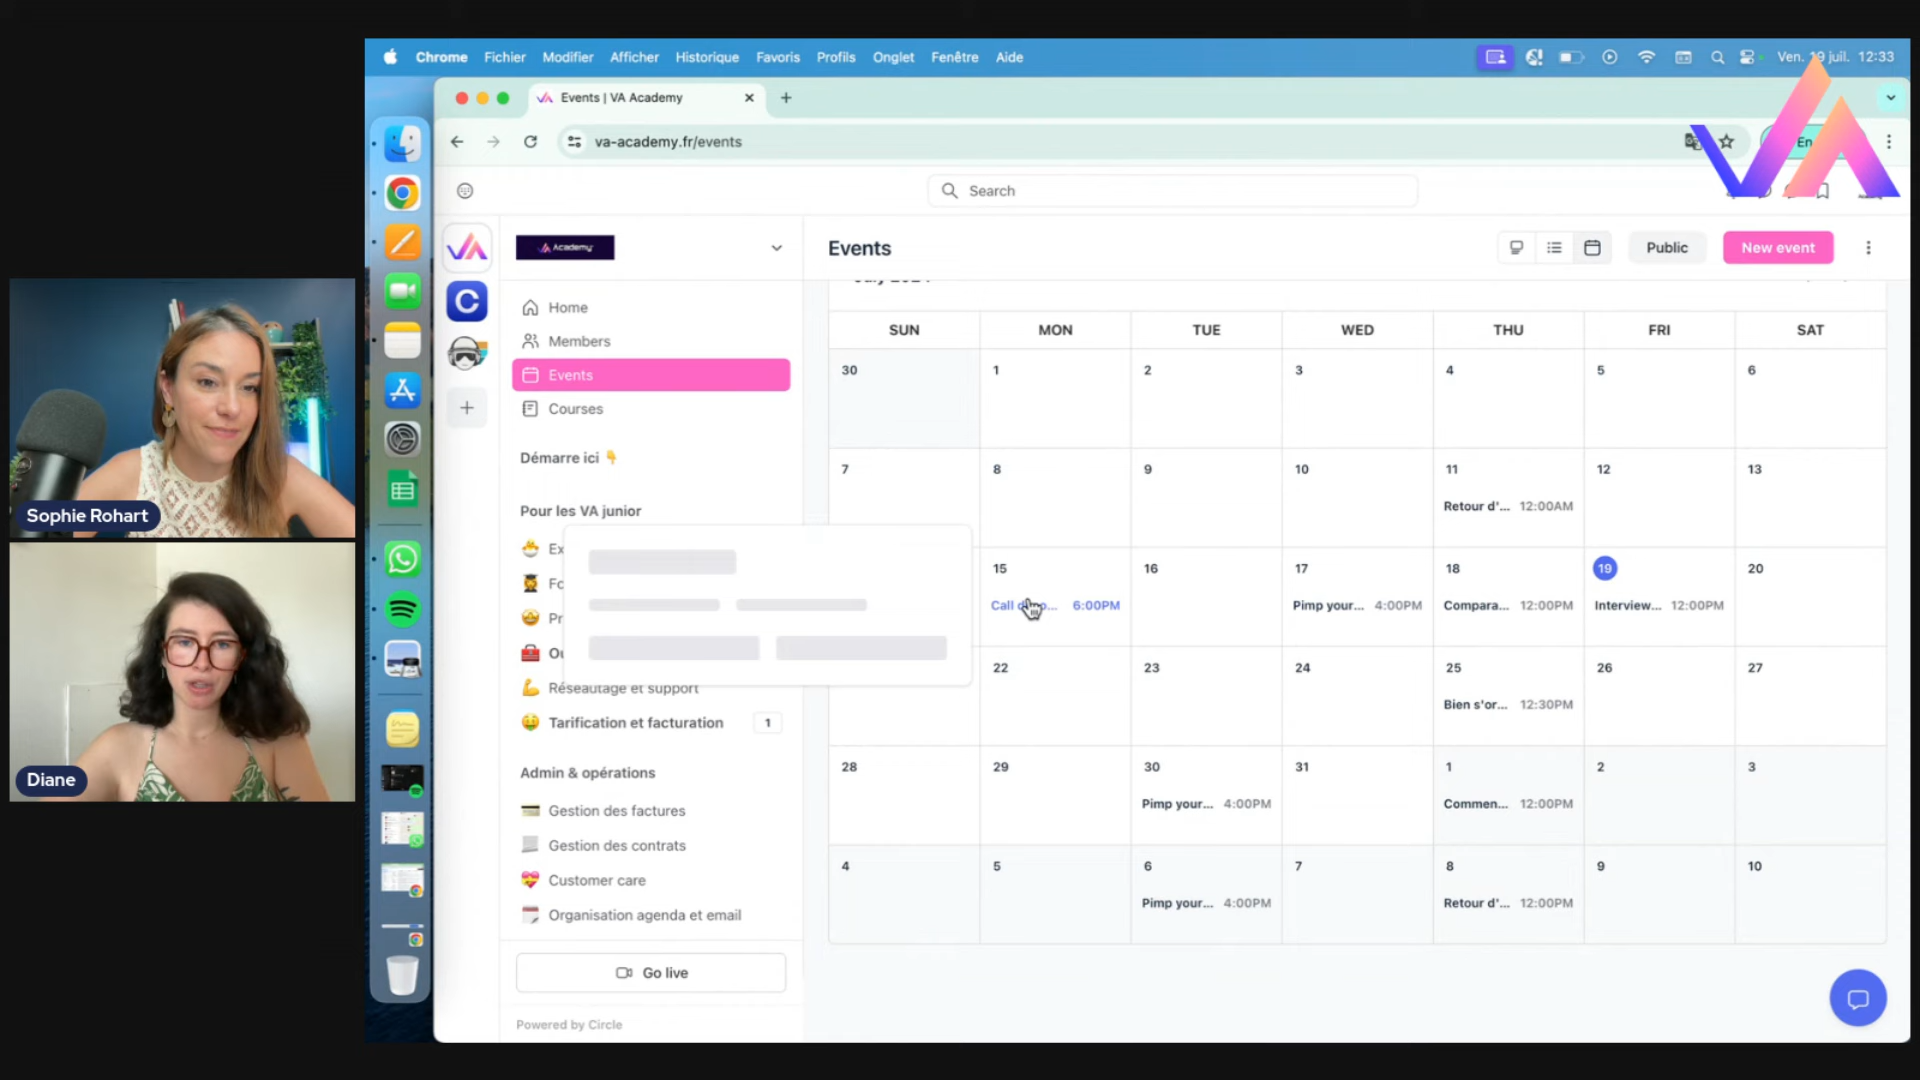 Chrome Fichier Modifier Afficher Historique Favoris Profils Onglet Fenêtre Aide
juil. 12:33
Events | VA Academy
va-academy.fr/events
Search
Academy
Events
Public
New event
Home
Members
Events
Courses
Démarre ici 👇
Pour les VA junior
Réseautage et support
Tarification et facturation 1
Admin & opérations
Gestion des factures
Gestion des contrats
Customer care
Organisation agenda et email
Go live
Powered by Circle
SUN MON TUE WED THU FRI SAT
30 1 2 3 4 5 6
7 8 9 10 11 12 13
Retour d'... 12:00AM
15 16 17 18 19 20
Call 6:00PM
Pimp your... 4:00PM
Compara... 12:00PM
Interview... 12:00PM
22 23 24 25 26 27
Bien s'or... 12:30PM
28 29 30 31 1 2 3
Pimp your... 4:00PM
Commen... 12:00PM
4 5 6 7 8 9 10
Pimp your... 4:00PM
Retour d'... 12:00PM
Sophie Rohart
Diane